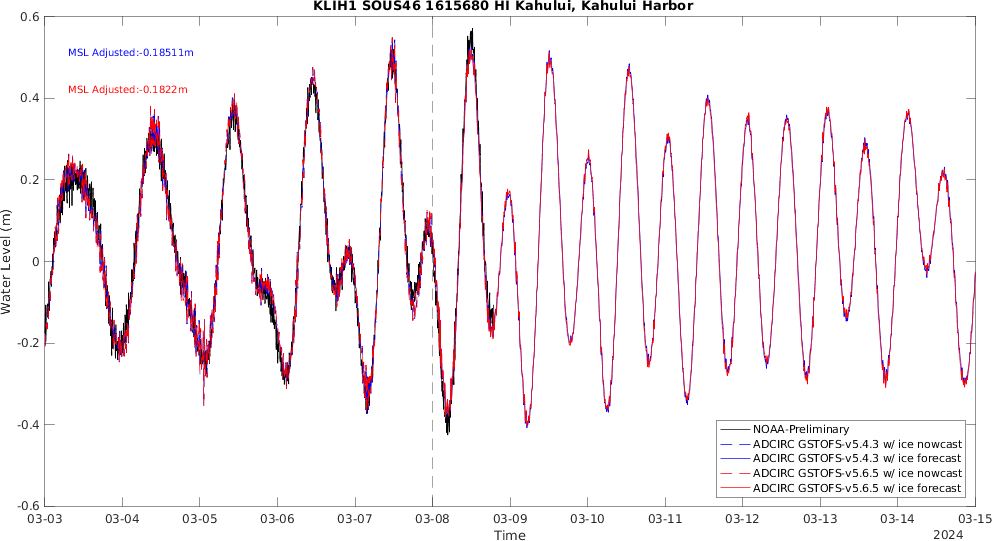 KLIH1 SOUS46 1615680 HI Kahului, Kahului Harbor
MSL Adjusted:-0.18511m
MSL Adjusted:-0.1822m
0.6
0.4
0.2
0
-0.2
-0.4
-0.6
Water Level (m)
NOAA-Preliminary
ADCIRC GSTOFS-v5.4.3 w/ ice nowcast
ADCIRC GSTOFS-v5.4.3 w/ ice forecast
ADCIRC GSTOFS-v5.6.5 w/ ice nowcast
ADCIRC GSTOFS-v5.6.5 w/ ice forecast
03-03 03-04 03-05 03-06 03-07 03-08 03-09 03-10 03-11 03-12 03-13 03-14 03-15
Time
2024